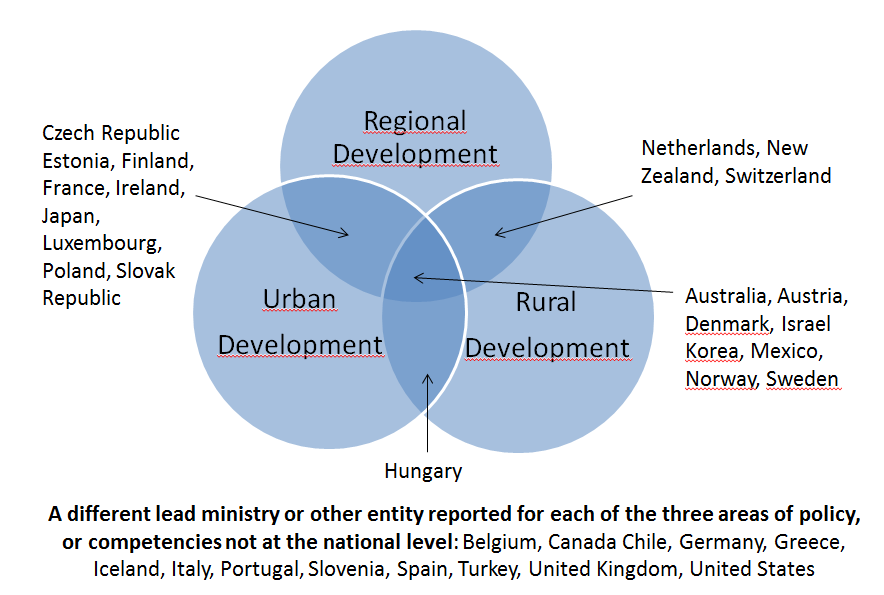 Regional
Development
Czech Republic
Estonia, Finland,
France, Ireland,
Japan,
Luxembourg,
Poland, Slovak
Republic
Netherlands, New
Zealand, Switzerland
Urban
Development
Rural
Development
Australia, Austria,
Denmark, Israel
Korea, Mexico,
Norway, Sweden
Hungary
A different lead ministry or other entity reported for each of the three areas of policy,
or competencies not at the national level: Belgium, Canada Chile, Germany, Greece,
Iceland, Italy, Portugal, Slovenia, Spain, Turkey, United Kingdom, United States